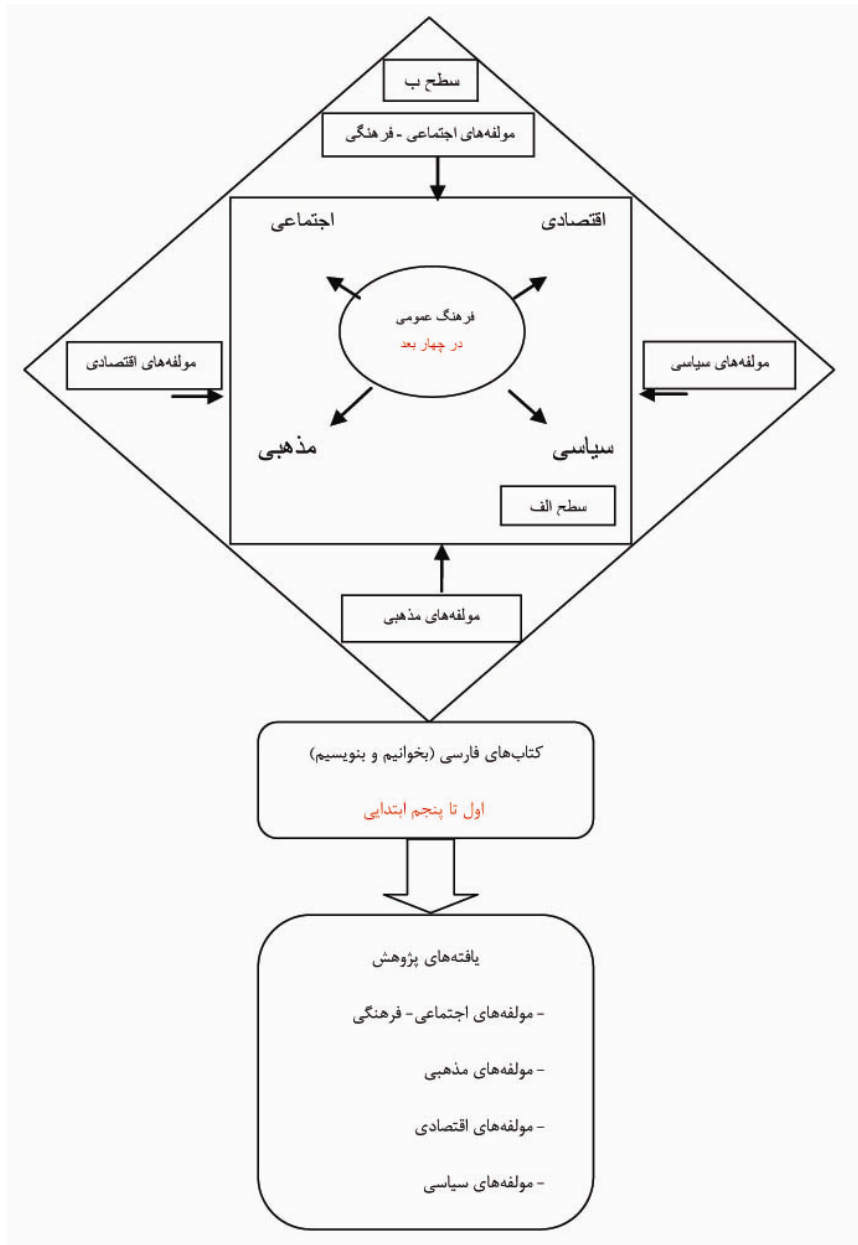 سطح ب
مولفه‌های اجتماعی - فرهنگی
اقتصادی
اجتماعی
فرهنگ عمومی
در چهار بعد
مولفه‌های سیاسی
مولفه‌های اقتصادی
سیاسی
مذهبی
سطح الف
مولفه‌های مذهبی
کتاب‌های فارسی (بخوانیم و بنویسیم)
اول تا پنجم ابتدایی
یافته‌های پژوهش
- مولفه‌های اجتماعی- فرهنگی
- مولفه‌های مذهبی
- مولفه‌های اقتصادی
- مولفه‌های سیاسی